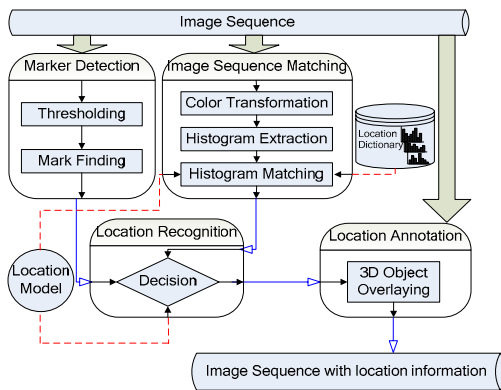 Image Sequence
Marker Detection
Thresholding
Mark Finding
Image Sequence Matching
Color Transformation
Histogram Extraction
Histogram Matching
Location
Dictionary
Location Recognition
Decision
Location
Model
Location Annotation
3D Object
Overlaying
Image Sequence with location information